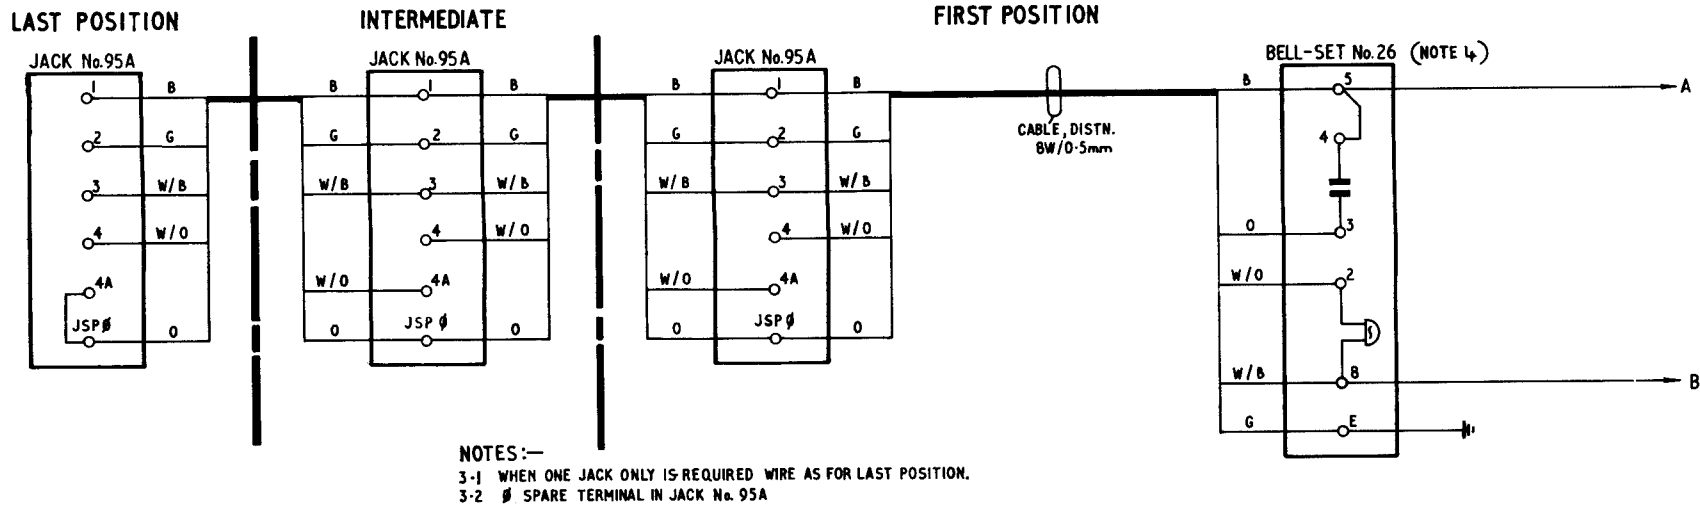 LAST POSITION
INTERMEDIATE
FIRST POSITION
JACK No.95A
JACK No.95A
JACK No.95A
BELL-SET No.26 (NOTE 4)
1 B
B 1 B
B 1 B
B 5
A
2 G
G 2 G
G 2 G
CABLE, DISTN.
8W/0·5mm
4
3 W/B
W/B 3 W/B
W/B 3 W/B
4 W/O
4 W/O
4 W/O
O 3
4A
W/O 4A
W/O 4A
W/O 2
JSPØ O
O JSPØ O
O JSPØ O
W/B 8
B
G E
NOTES:—
3·1 WHEN ONE JACK ONLY IS REQUIRED WIRE AS FOR LAST POSITION.
3·2 Ø SPARE TERMINAL IN JACK No. 95A